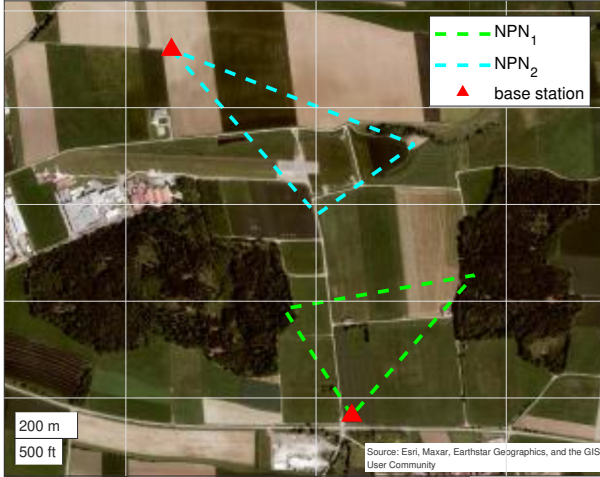 NPN1
NPN2
base station
200 m
500 ft
Source: Esri, Maxar, Earthstar Geographics, and the GIS
User Community